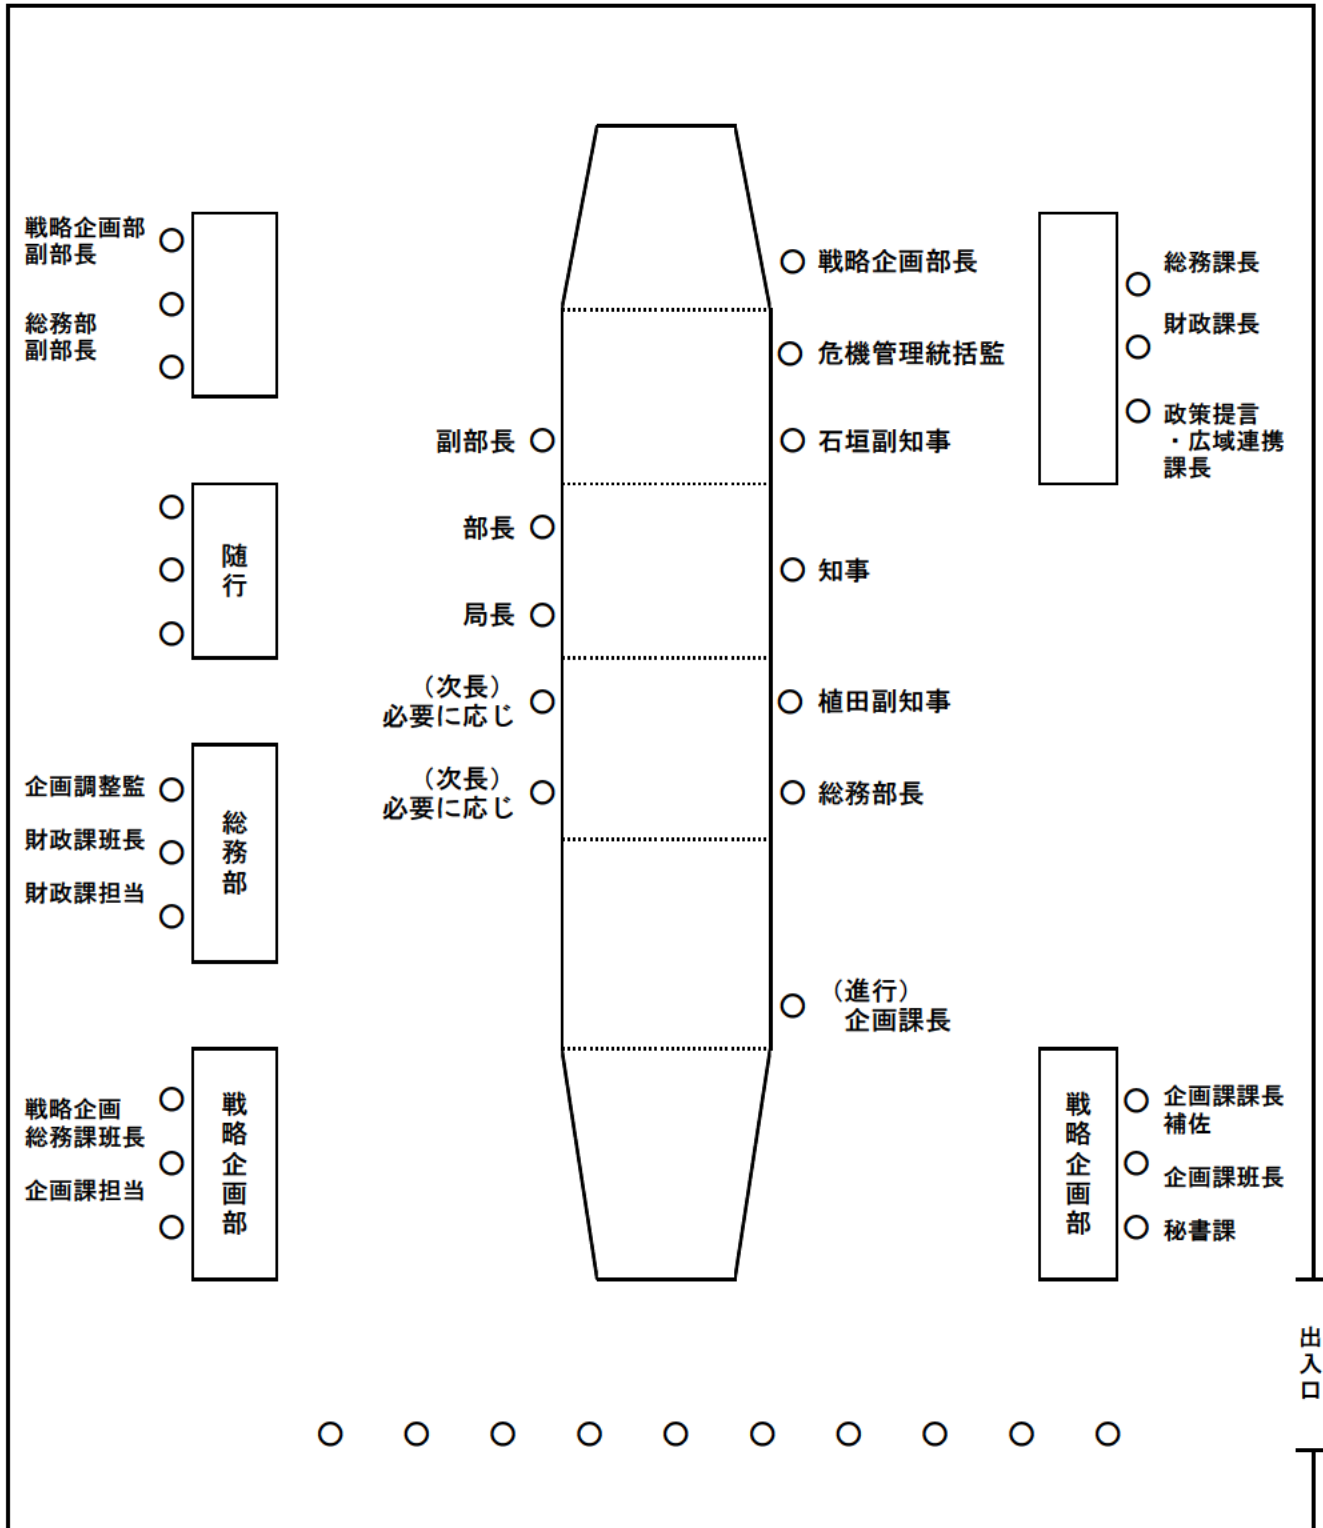 戦略企画部
副部長
総務部
副部長
随行
企画調整監
財政課班長
財政課担当
総務部
戦略企画
総務課班長
企画課担当
戦略企画部
副部長
部長
局長
（次長）
必要に応じ
（次長）
必要に応じ
戦略企画部長
危機管理統括監
石垣副知事
知事
植田副知事
総務部長
（進行）
企画課長
総務課長
財政課長
政策提言
・広域連携
課長
戦略企画部
企画課課長
補佐
企画課班長
秘書課
出入口